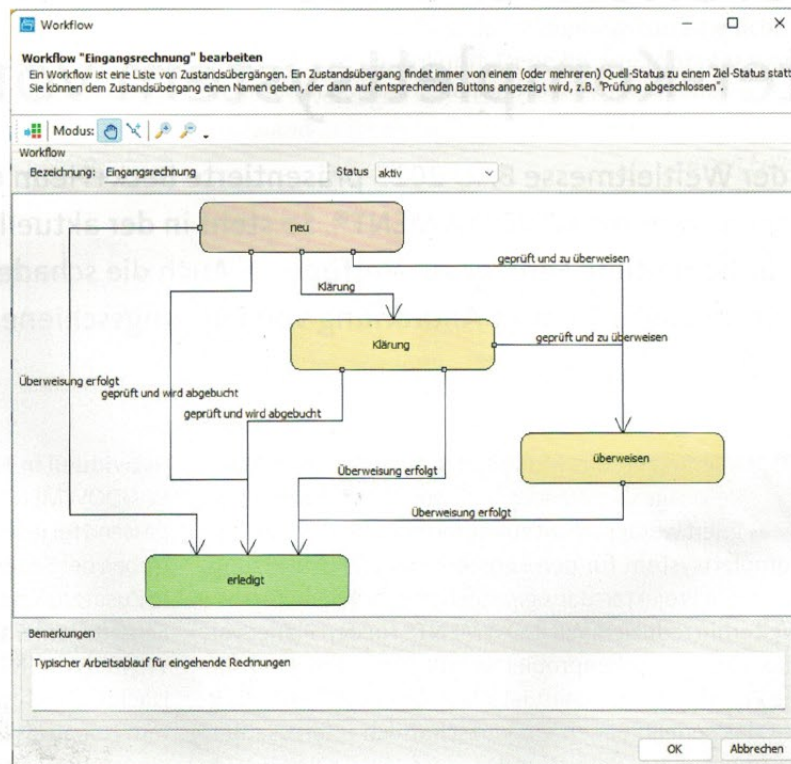 Workflow
Workflow "Eingangsrechnung" bearbeiten
Ein Workflow ist eine Liste von Zustandsübergängen. Ein Zustandsübergang findet immer von einem (oder mehreren) Quell-Status zu einem Ziel-Status statt
Sie können dem Zustandsübergang einen Namen geben, der dann auf entsprechenden Buttons angezeigt wird, z.B. "Prüfung abgeschlossen".
Modus:
Workflow
Bezeichnung: Eingangsrechnung Status aktiv
neu
geprüft und zu überweisen
Klärung
Klärung
geprüft und zu überweisen
Überweisung erfolgt
geprüft und wird abgebucht
geprüft und wird abgebucht
überweisen
Überweisung erfolgt
Überweisung erfolgt
erledigt
Bemerkungen
Typischer Arbeitsablauf für eingehende Rechnungen
OK Abbrechen